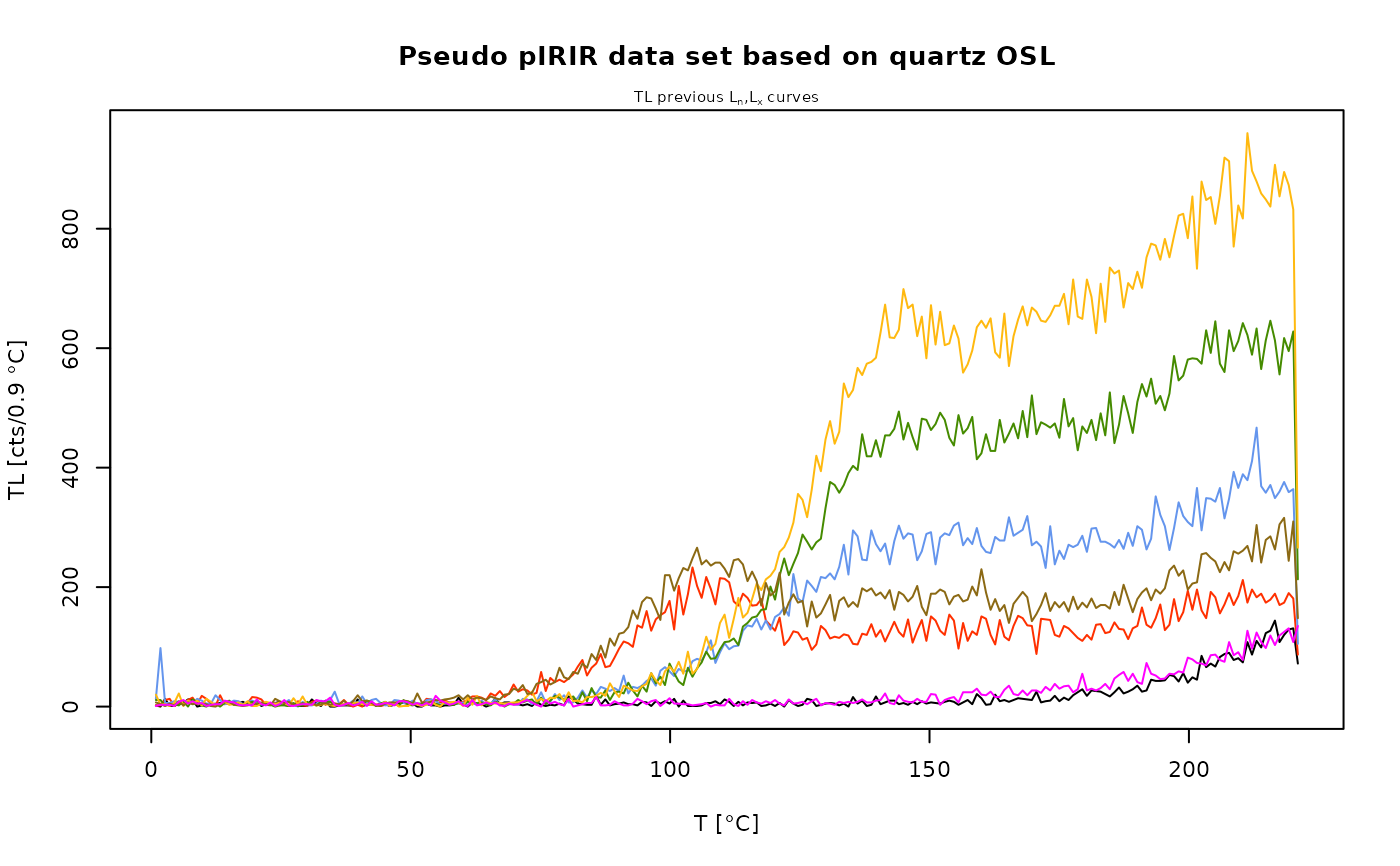 Pseudo pIRIR data set based on quartz OSL
TL previous Ln,Lx curves
TL [cts/0.9 °C]
800
600
400
200
0
0 50 100 150 200
T [°C]